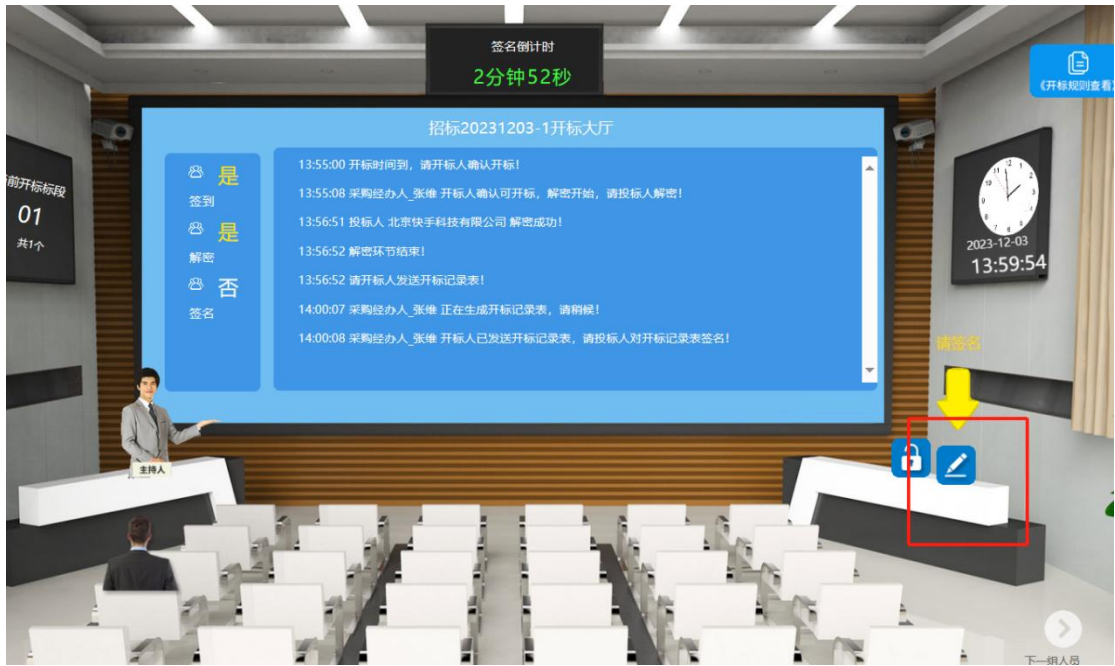 签名倒计时
2分钟52秒
《开标规则查看》
招标20231203-1开标大厅
前开标标段
01
共1个
是
签到
是
解密
否
签名
13:55:00 开标时间到，请开标人确认开标！
13:55:08 采购经办人_张维 开标人确认可开标，解密开始，请投标人解密！
13:56:51 投标人 北京快手科技有限公司 解密成功！
13:56:52 解密环节结束！
13:56:52 请开标人发送开标记录表！
14:00:07 采购经办人_张维 正在生成开标记录表，请稍候！
14:00:08 采购经办人_张维 开标人已发送开标记录表，请投标人对开标记录表签名！
2023-12-03
13:59:54
请签名
主持人
下一组人员